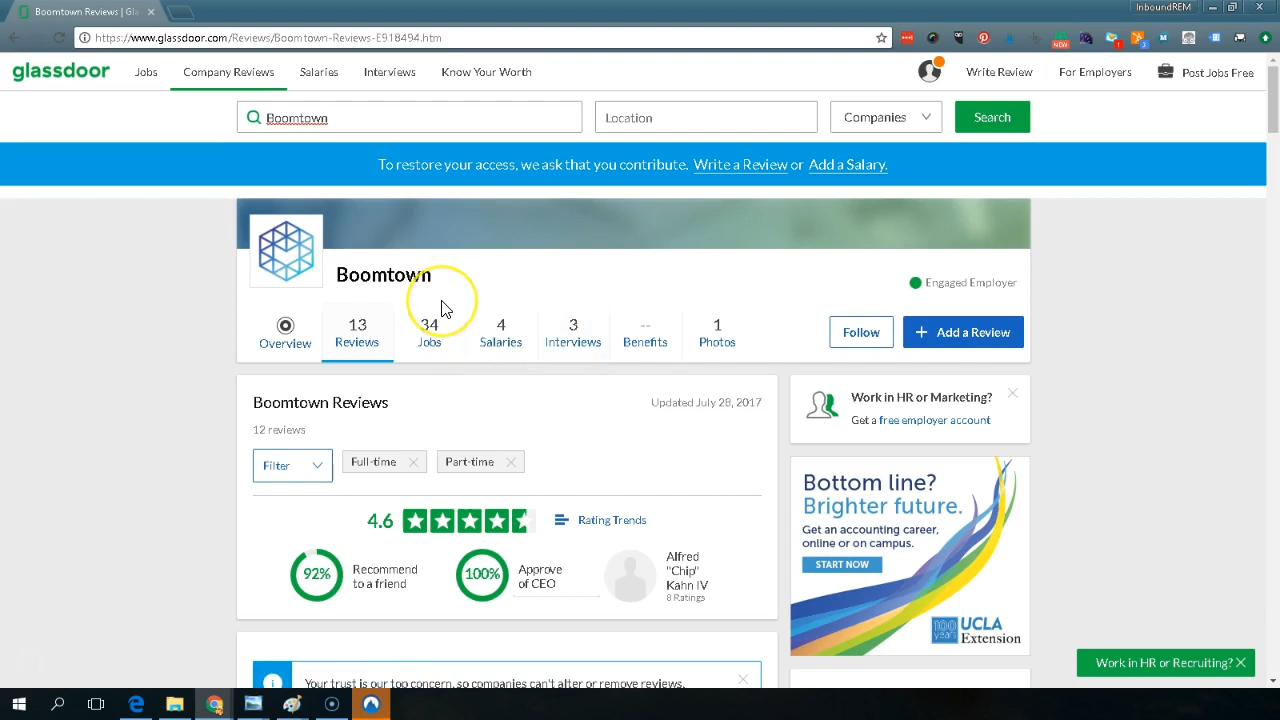 Boomtown Reviews | Gla
InboundREM
https://www.glassdoor.com/Reviews/Boomtown-Reviews-E918494.htm
NEW
glassdoor
Jobs
Company Reviews
Salaries
Interviews
Know Your Worth
Write Review
For Employers
Post Jobs Free
Boomtown
Location
Companies
Search
To restore your access, we ask that you contribute. Write a Review or Add a Salary.
Boomtown
Engaged Employer
Overview
13
Reviews
34
Jobs
4
Salaries
3
Interviews
--
Benefits
1
Photos
Follow
+ Add a Review
Boomtown Reviews
Updated July 28, 2017
12 reviews
Filter
Full-time
Part-time
4.6
Rating Trends
92%
Recommend
to a friend
100%
Approve
of CEO
Alfred
"Chip"
Kahn IV
8 Ratings
Your trust is our top concern, so companies can't alter or remove reviews.
Work in HR or Marketing?
Get a free employer account
Bottom line?
Brighter future.
Get an accounting career,
online or on campus.
START NOW
100
YEARS
UCLA
Extension
Work in HR or Recruiting?